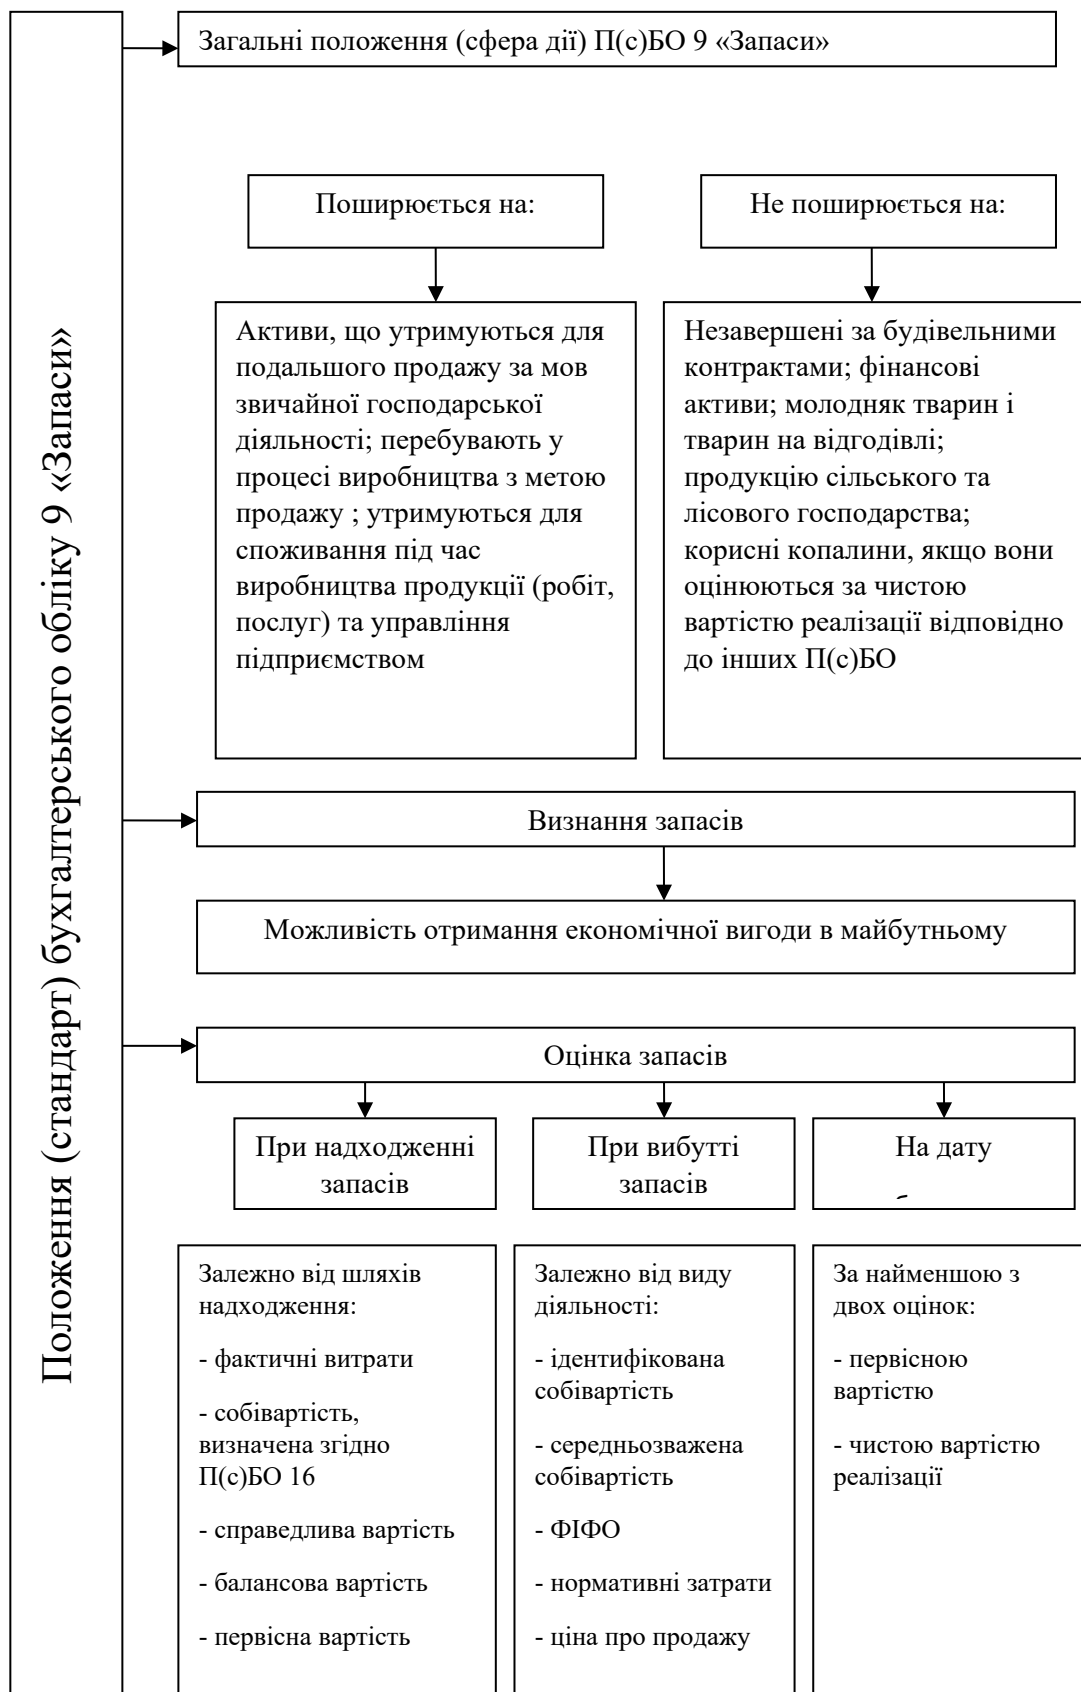 Положення (стандарт) бухгалтерського обліку 9 «Запаси»
Загальні положення (сфера дії) П(с)БО 9 «Запаси»
Поширюється на:
Не поширюється на:
Активи, що утримуються для
подальшого продажу за мов
звичайної господарської
діяльності; перебувають у
процесі виробництва з метою
продажу ; утримуються для
споживання під час
виробництва продукції (робіт,
послуг) та управління
підприємством
Незавершені за будівельними
контрактами; фінансові
активи; молодняк тварин і
тварин на відгодівлі;
продукцію сільського та
лісового господарства;
корисні копалини, якщо вони
оцінюються за чистою
вартістю реалізації відповідно
до інших П(с)БО
Визнання запасів
Можливість отримання економічної вигоди в майбутньому
Оцінка запасів
При надходженні
запасів
При вибутті
запасів
На дату
Залежно від шляхів
надходження:
- фактичні витрати
- собівартість,
визначена згідно
П(с)БО 16
- справедлива вартість
- балансова вартість
- первісна вартість
Залежно від виду
діяльності:
- ідентифікована
собівартість
- середньозважена
собівартість
- ФІФО
- нормативні затрати
- ціна про продажу
За найменшою з
двох оцінок:
- первісною
вартістю
- чистою вартістю
реалізації